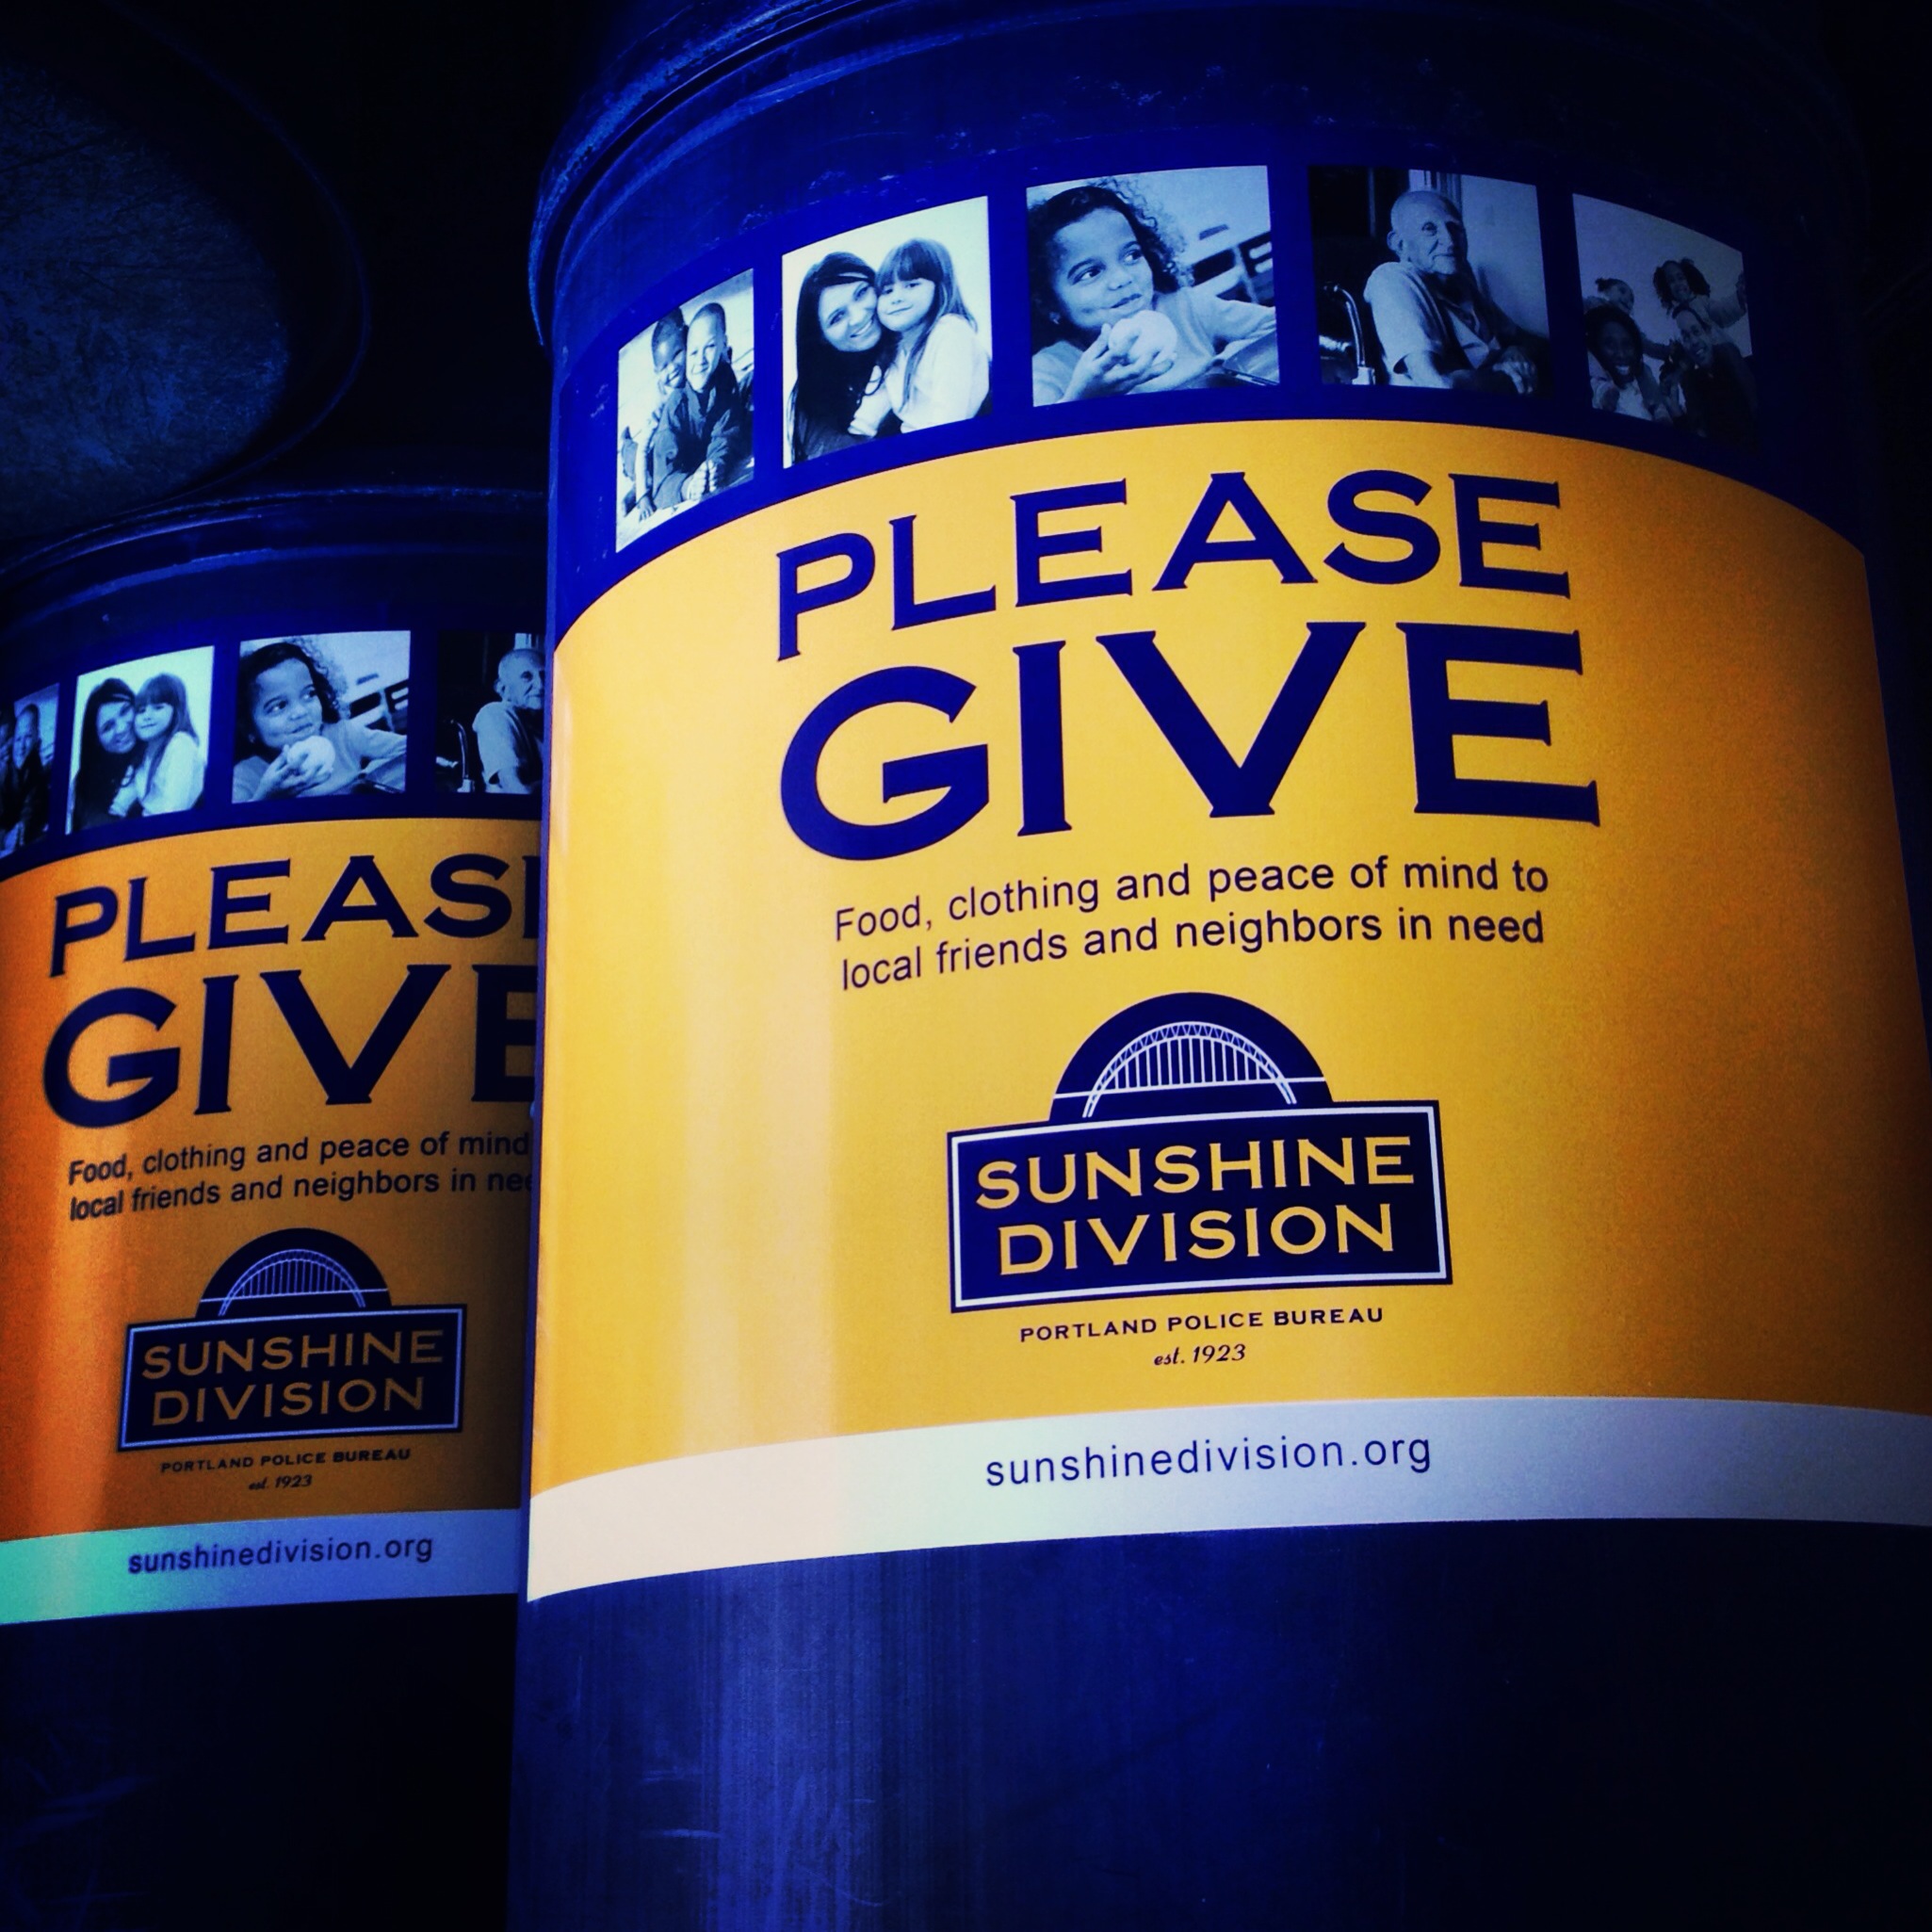 PLEASE
GIVE
Food, clothing and peace of mind to
local friends and neighbors in need
SUNSHINE
DIVISION
PORTLAND POLICE BUREAU
est. 1923
sunshinedivision.org
PLEAS
GIVE
Food, clothing and peace of mind
local friends and neighbors in nee
SUNSHINE
DIVISION
PORTLAND POLICE BUREAU
est. 1923
sunshinedivision.org